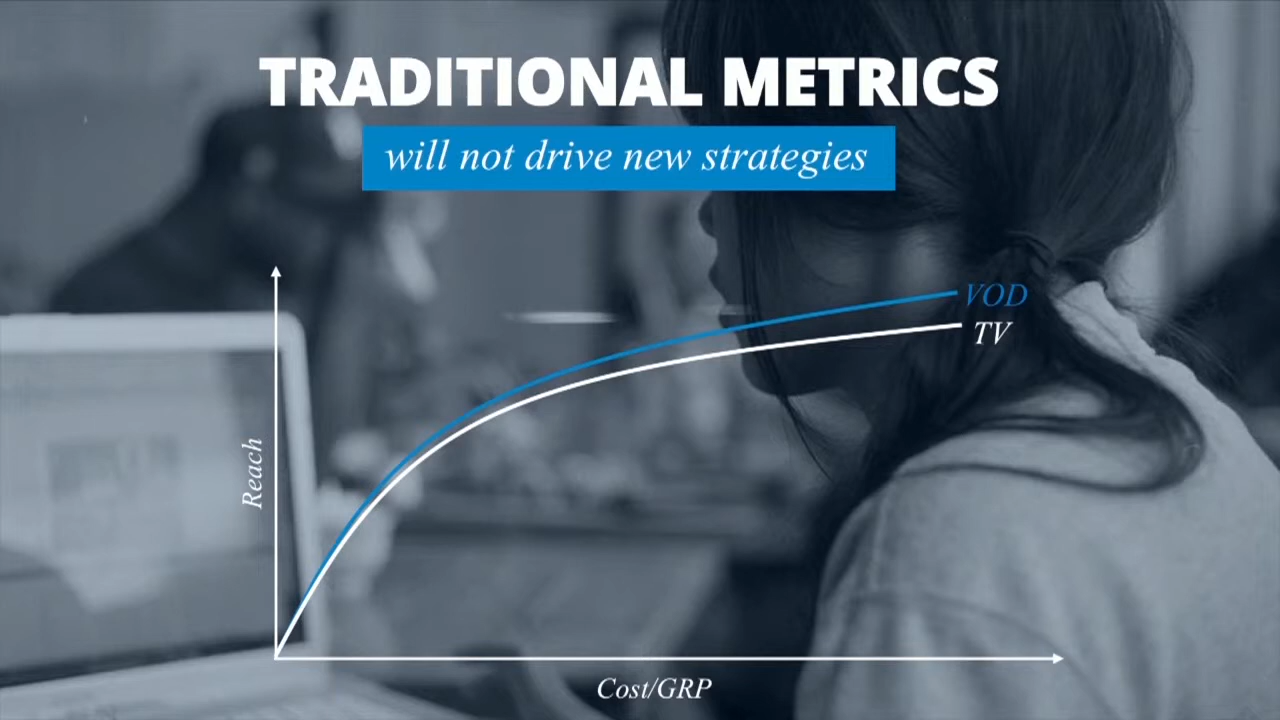 TRADITIONAL METRICS
will not drive new strategies
VOD
TV
Reach
Cost/GRP